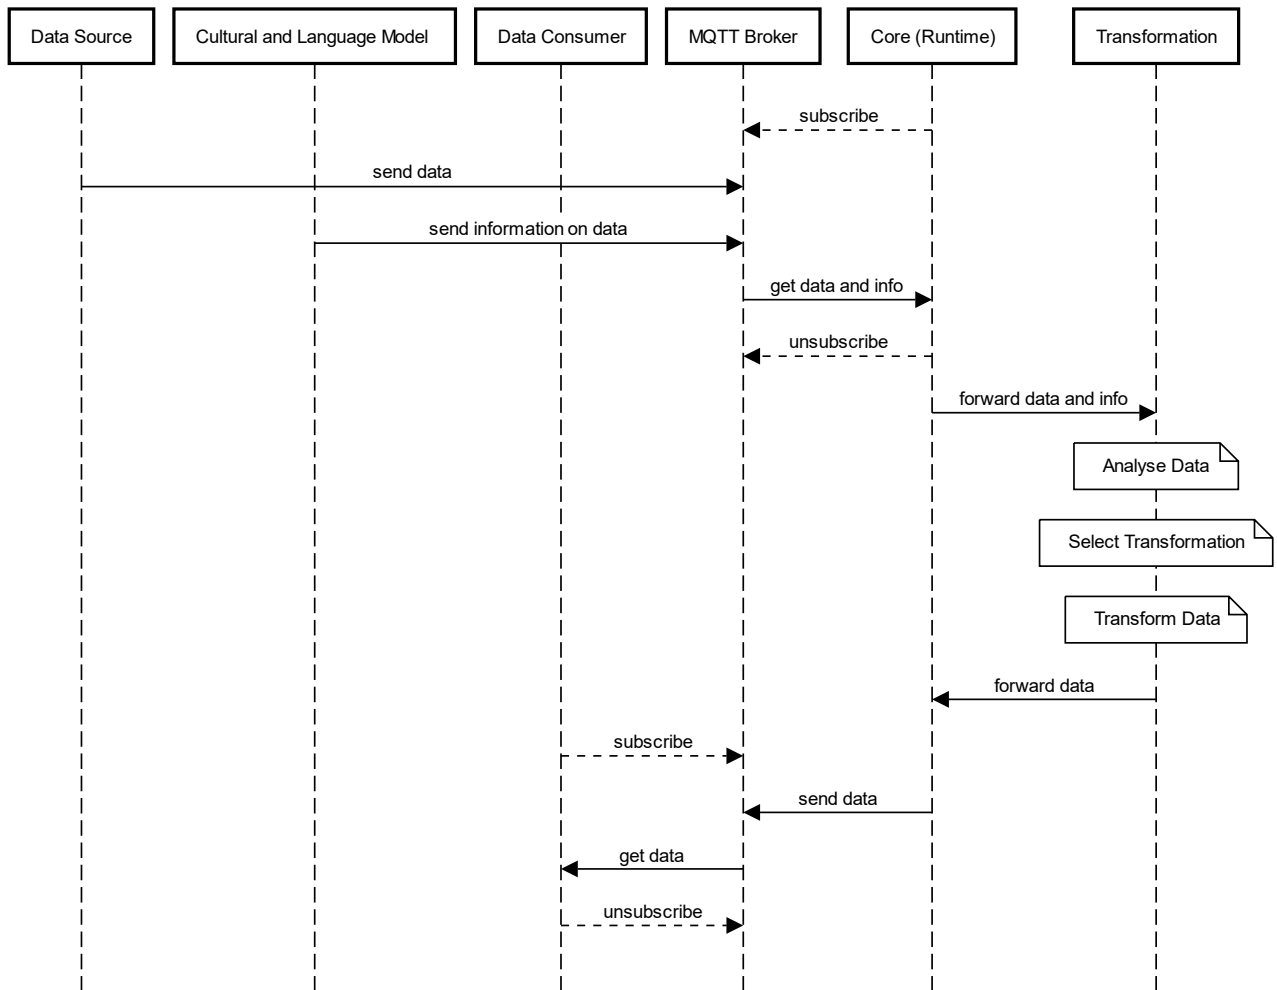 Data Source
Cultural and Language Model
Data Consumer
MQTT Broker
Core (Runtime)
Transformation
subscribe
send data
send information on data
get data and info
unsubscribe
forward data and info
Analyse Data
Select Transformation
Transform Data
forward data
subscribe
send data
get data
unsubscribe